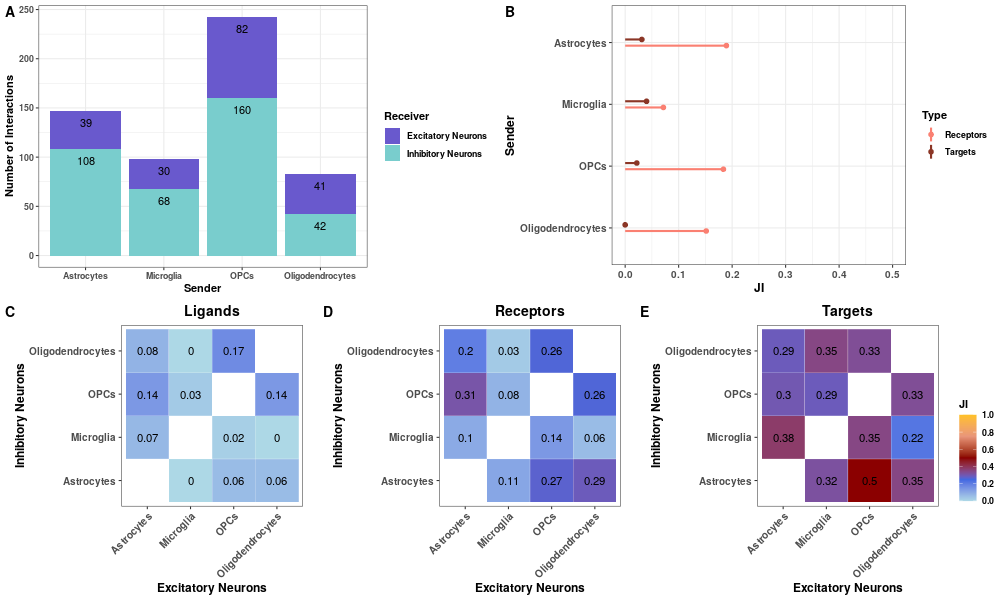 A
Number of Interactions
250
200
150
100
50
0
39
108
30
68
82
160
41
42
Astrocytes
Microglia
OPCs
Oligodendrocytes
Sender
Receiver
Excitatory Neurons
Inhibitory Neurons
B
Sender
Astrocytes
Microglia
OPCs
Oligodendrocytes
0.0
0.1
0.2
0.3
0.4
0.5
JI
Type
Receptors
Targets
C
Ligands
Inhibitory Neurons
Oligodendrocytes
0.08
0
0.17
OPCs
0.14
0.03
0.14
Microglia
0.07
0.02
0
Astrocytes
0
0.06
0.06
Astrocytes
Microglia
OPCs
Oligodendrocytes
Excitatory Neurons
D
Receptors
Inhibitory Neurons
Oligodendrocytes
0.2
0.03
0.26
OPCs
0.31
0.08
0.26
Microglia
0.1
0.14
0.06
Astrocytes
0.11
0.27
0.29
Astrocytes
Microglia
OPCs
Oligodendrocytes
Excitatory Neurons
E
Targets
Inhibitory Neurons
Oligodendrocytes
0.29
0.35
0.33
OPCs
0.3
0.29
0.33
Microglia
0.38
0.35
0.22
Astrocytes
0.32
0.5
0.35
Astrocytes
Microglia
OPCs
Oligodendrocytes
Excitatory Neurons
JI
1.0
0.8
0.6
0.4
0.2
0.0